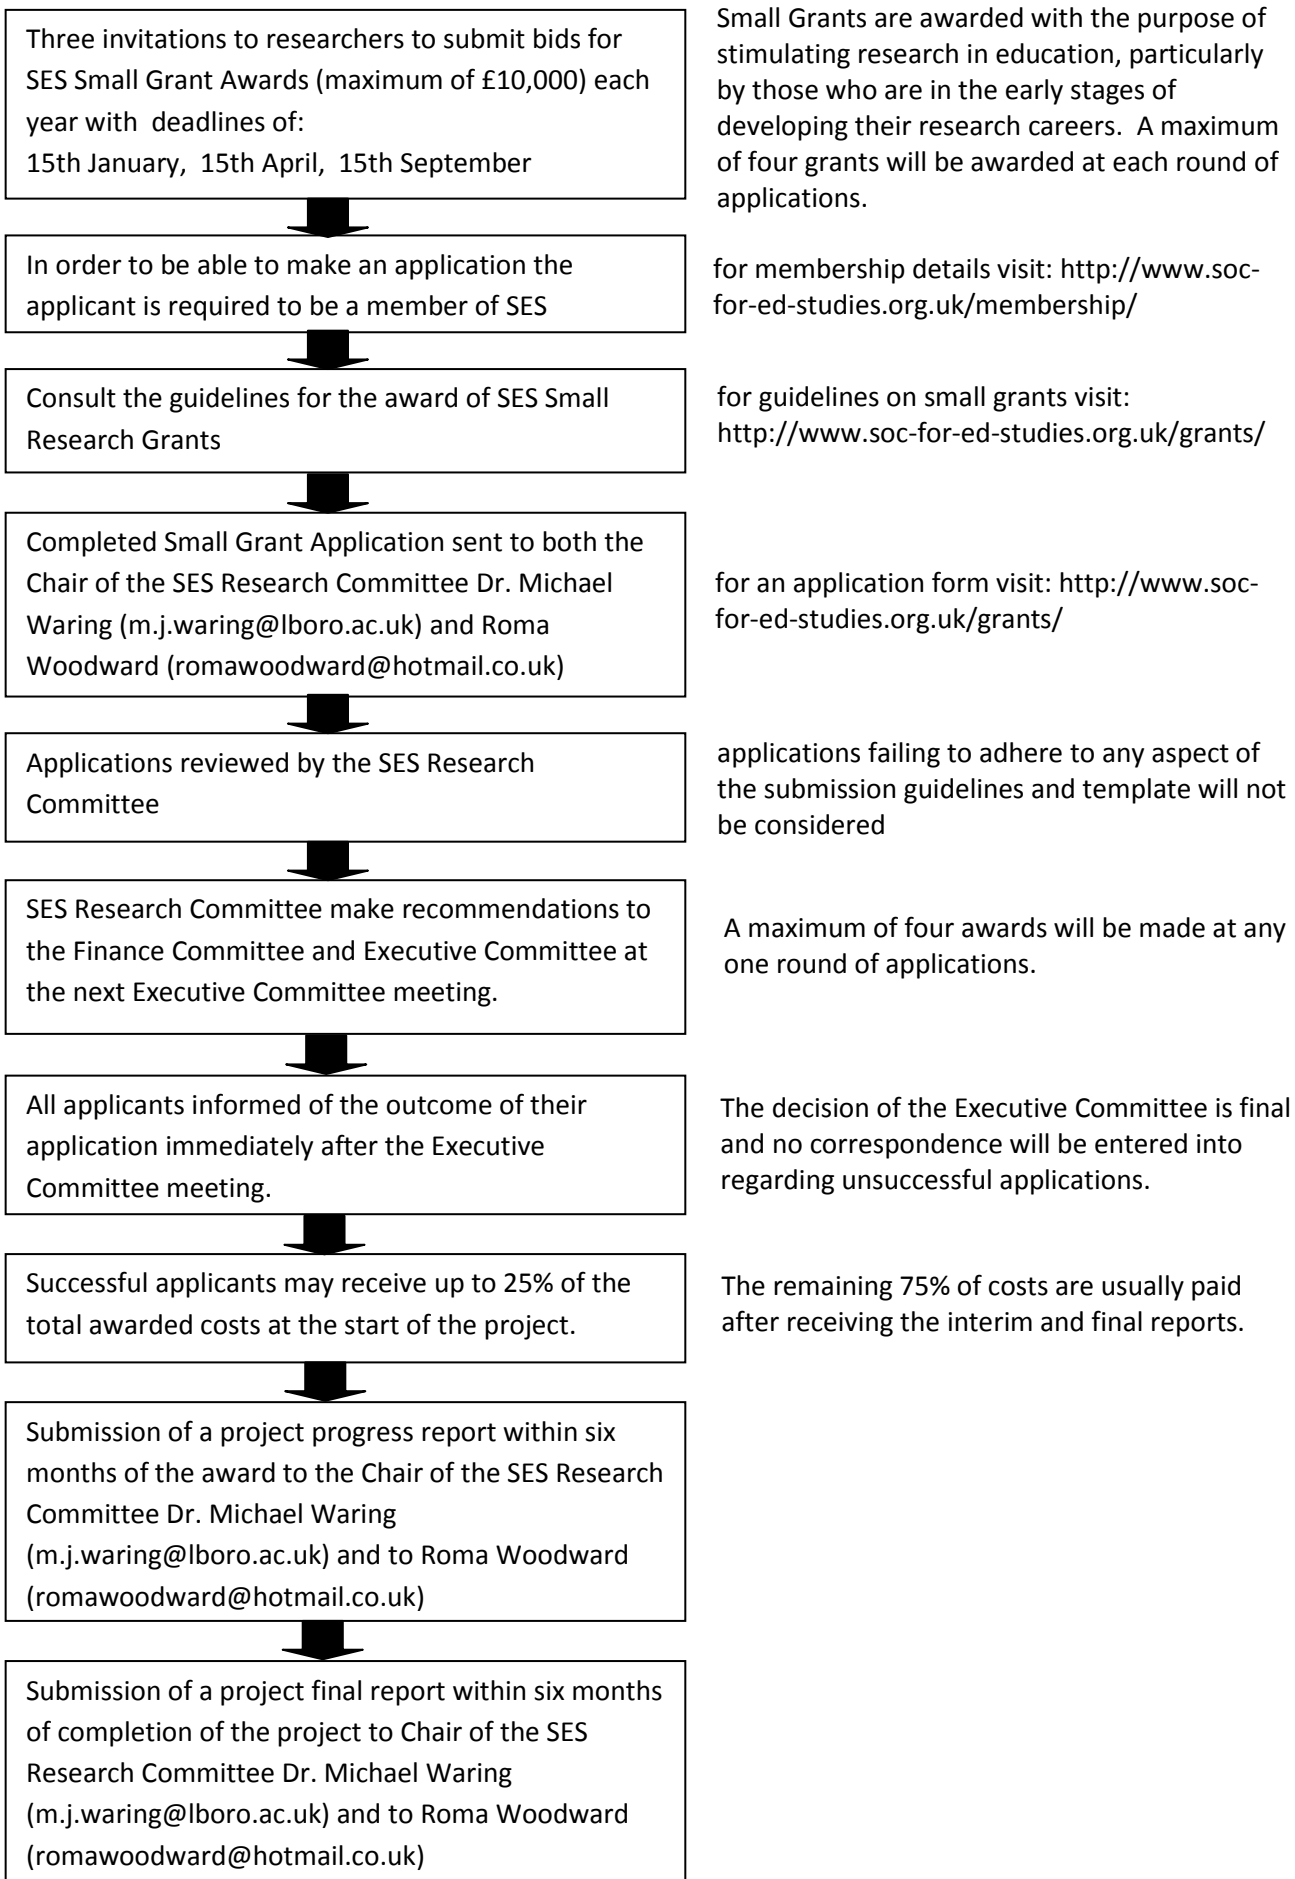 Three invitations to researchers to submit bids for
SES Small Grant Awards (maximum of £10,000) each
year with  deadlines of:
15th January,  15th April,  15th September
Small Grants are awarded with the purpose of
stimulating research in education, particularly
by those who are in the early stages of
developing their research careers.  A maximum
of four grants will be awarded at each round of
applications.
In order to be able to make an application the
applicant is required to be a member of SES
for membership details visit: http://www.soc-
for-ed-studies.org.uk/membership/
Consult the guidelines for the award of SES Small
Research Grants
for guidelines on small grants visit:
http://www.soc-for-ed-studies.org.uk/grants/
Completed Small Grant Application sent to both the
Chair of the SES Research Committee Dr. Michael
Waring (m.j.waring@lboro.ac.uk) and Roma
Woodward (romawoodward@hotmail.co.uk)
for an application form visit: http://www.soc-
for-ed-studies.org.uk/grants/
Applications reviewed by the SES Research
Committee
applications failing to adhere to any aspect of
the submission guidelines and template will not
be considered
SES Research Committee make recommendations to
the Finance Committee and Executive Committee at
the next Executive Committee meeting.
A maximum of four awards will be made at any
one round of applications.
All applicants informed of the outcome of their
application immediately after the Executive
Committee meeting.
The decision of the Executive Committee is final
and no correspondence will be entered into
regarding unsuccessful applications.
Successful applicants may receive up to 25% of the
total awarded costs at the start of the project.
The remaining 75% of costs are usually paid
after receiving the interim and final reports.
Submission of a project progress report within six
months of the award to the Chair of the SES Research
Committee Dr. Michael Waring
(m.j.waring@lboro.ac.uk) and to Roma Woodward
(romawoodward@hotmail.co.uk)
Submission of a project final report within six months
of completion of the project to Chair of the SES
Research Committee Dr. Michael Waring
(m.j.waring@lboro.ac.uk) and to Roma Woodward
(romawoodward@hotmail.co.uk)